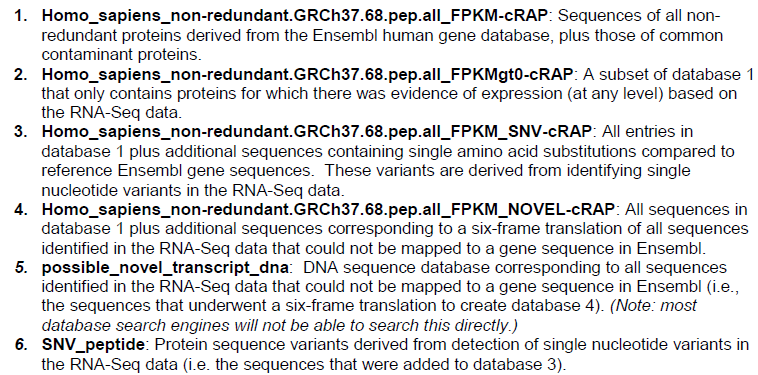 1. Homo_sapiens_non-redundant.GRCh37.68.pep.all_FPKM-cRAP: Sequences of all non-
redundant proteins derived from the Ensembl human gene database, plus those of common
contaminant proteins.
2. Homo_sapiens_non-redundant.GRCh37.68.pep.all_FPKMgt0-cRAP: A subset of database 1
that only contains proteins for which there was evidence of expression (at any level) based on
the RNA-Seq data.
3. Homo_sapiens_non-redundant.GRCh37.68.pep.all_FPKM_SNV-cRAP: All entries in
database 1 plus additional sequences containing single amino acid substitutions compared to
reference Ensembl gene sequences.  These variants are derived from identifying single
nucleotide variants in the RNA-Seq data.
4. Homo_sapiens_non-redundant.GRCh37.68.pep.all_FPKM_NOVEL-cRAP: All sequences in
database 1 plus additional sequences corresponding to a six-frame translation of all sequences
identified in the RNA-Seq data that could not be mapped to a gene sequence in Ensembl.
5. possible_novel_transcript_dna:  DNA sequence database corresponding to all sequences
identified in the RNA-Seq data that could not be mapped to a gene sequence in Ensembl (i.e.,
the sequences that underwent a six-frame translation to create database 4). (Note: most
database search engines will not be able to search this directly.)
6. SNV_peptide: Protein sequence variants derived from detection of single nucleotide variants in
the RNA-Seq data (i.e. the sequences that were added to database 3).